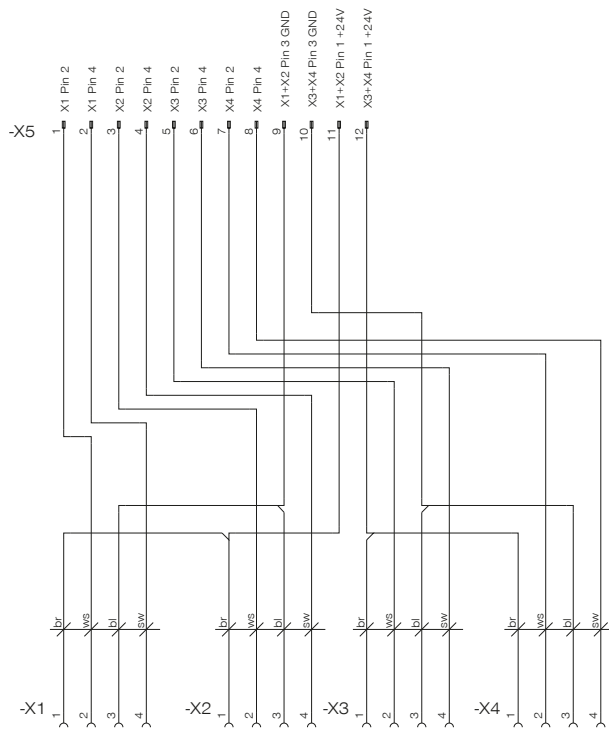 X1 Pin 2
X1 Pin 4
X2 Pin 2
X2 Pin 4
X3 Pin 2
X3 Pin 4
X4 Pin 2
X4 Pin 4
X1+X2 Pin 3 GND
X3+X4 Pin 3 GND
X1+X2 Pin 1 +24V
X3+X4 Pin 1 +24V
-X5
1
2
3
4
5
6
7
8
9
10
11
12
br
ws
bl
sw
br
ws
bl
sw
br
ws
bl
sw
br
ws
bl
sw
-X1
1
2
3
4
-X2
1
2
3
4
-X3
1
2
3
4
-X4
1
2
3
4